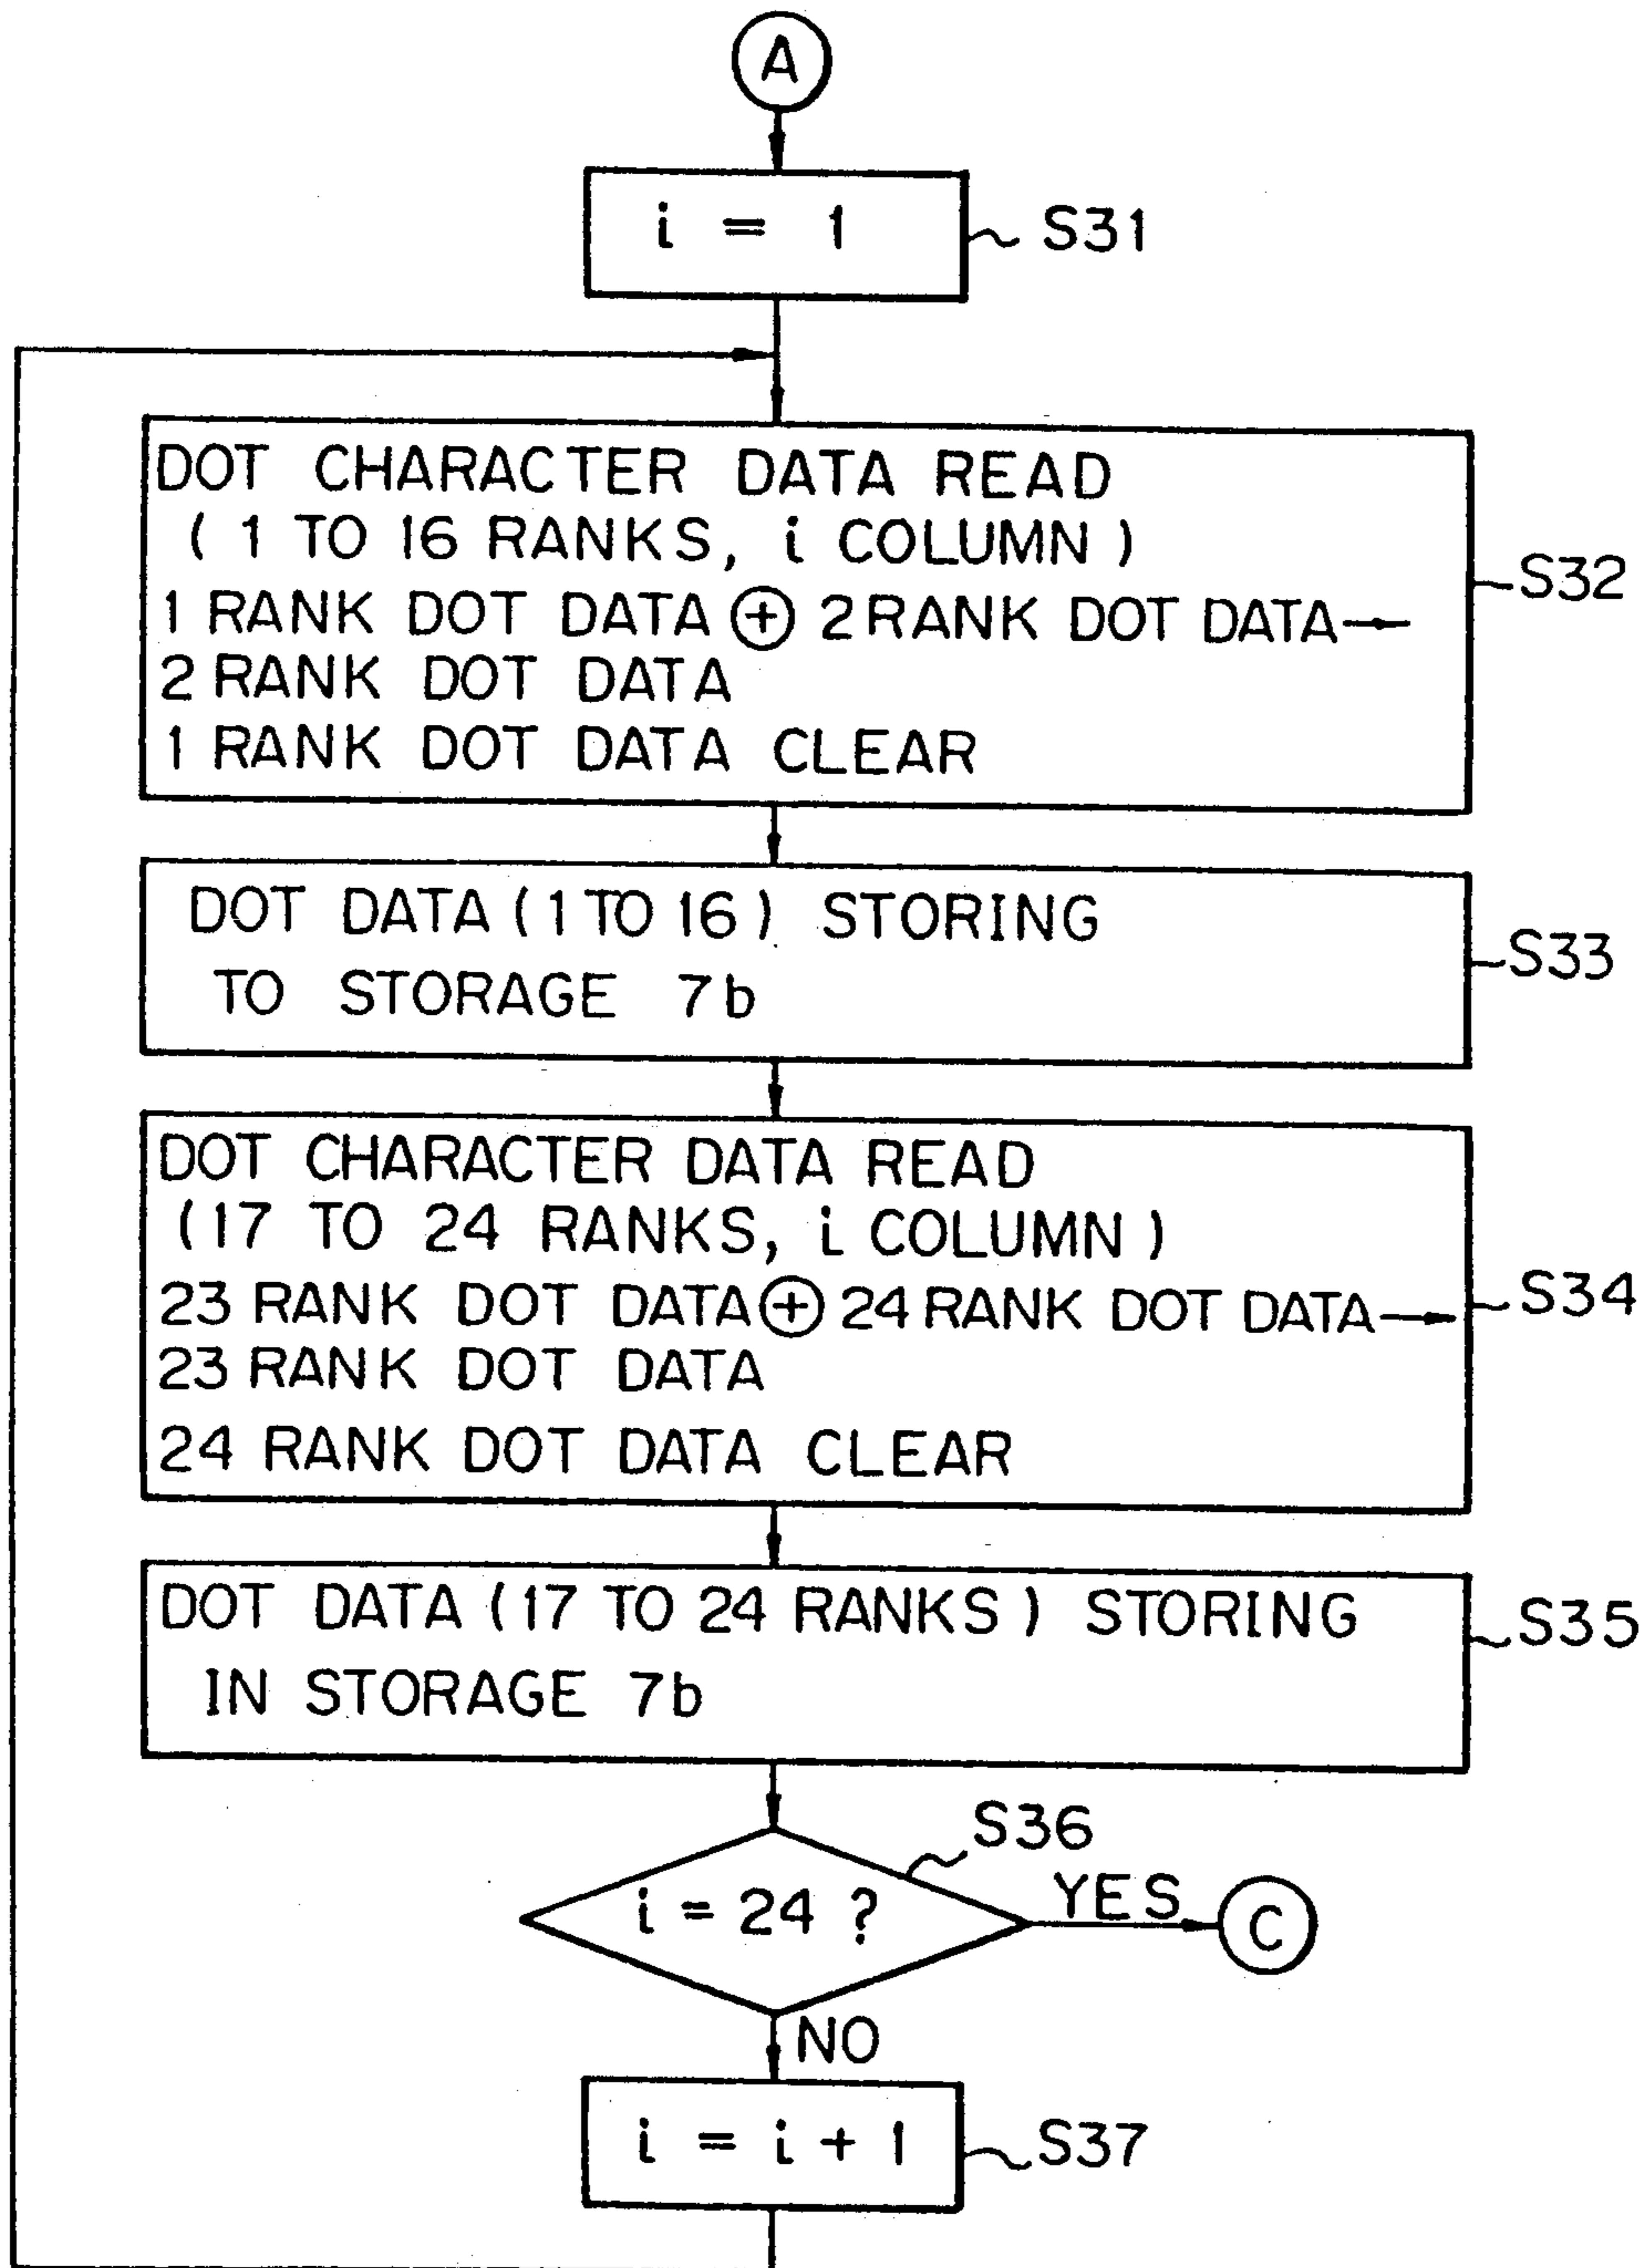 A
i = 1
S31
DOT CHARACTER DATA READ
( 1 TO 16 RANKS, i COLUMN )
1 RANK DOT DATA ⊕ 2 RANK DOT DATA →
2 RANK DOT DATA
1 RANK DOT DATA CLEAR
S32
DOT DATA ( 1 TO 16 ) STORING
TO STORAGE 7b
S33
DOT CHARACTER DATA READ
(17 TO 24 RANKS, i COLUMN )
23 RANK DOT DATA ⊕ 24 RANK DOT DATA →
23 RANK DOT DATA
24 RANK DOT DATA CLEAR
S34
DOT DATA (17 TO 24 RANKS ) STORING
IN STORAGE 7b
S35
S36
i = 24 ?
YES
C
NO
i = i + 1
S37